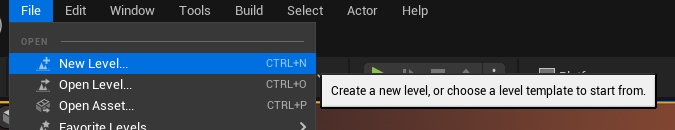 File Edit Window Tools Build Select Actor Help
OPEN
New Level... CTRL+N
Open Level... CTRL+O
Create a new level, or choose a level template to start from.
Open Asset... CTRL+P
Favorite Levels